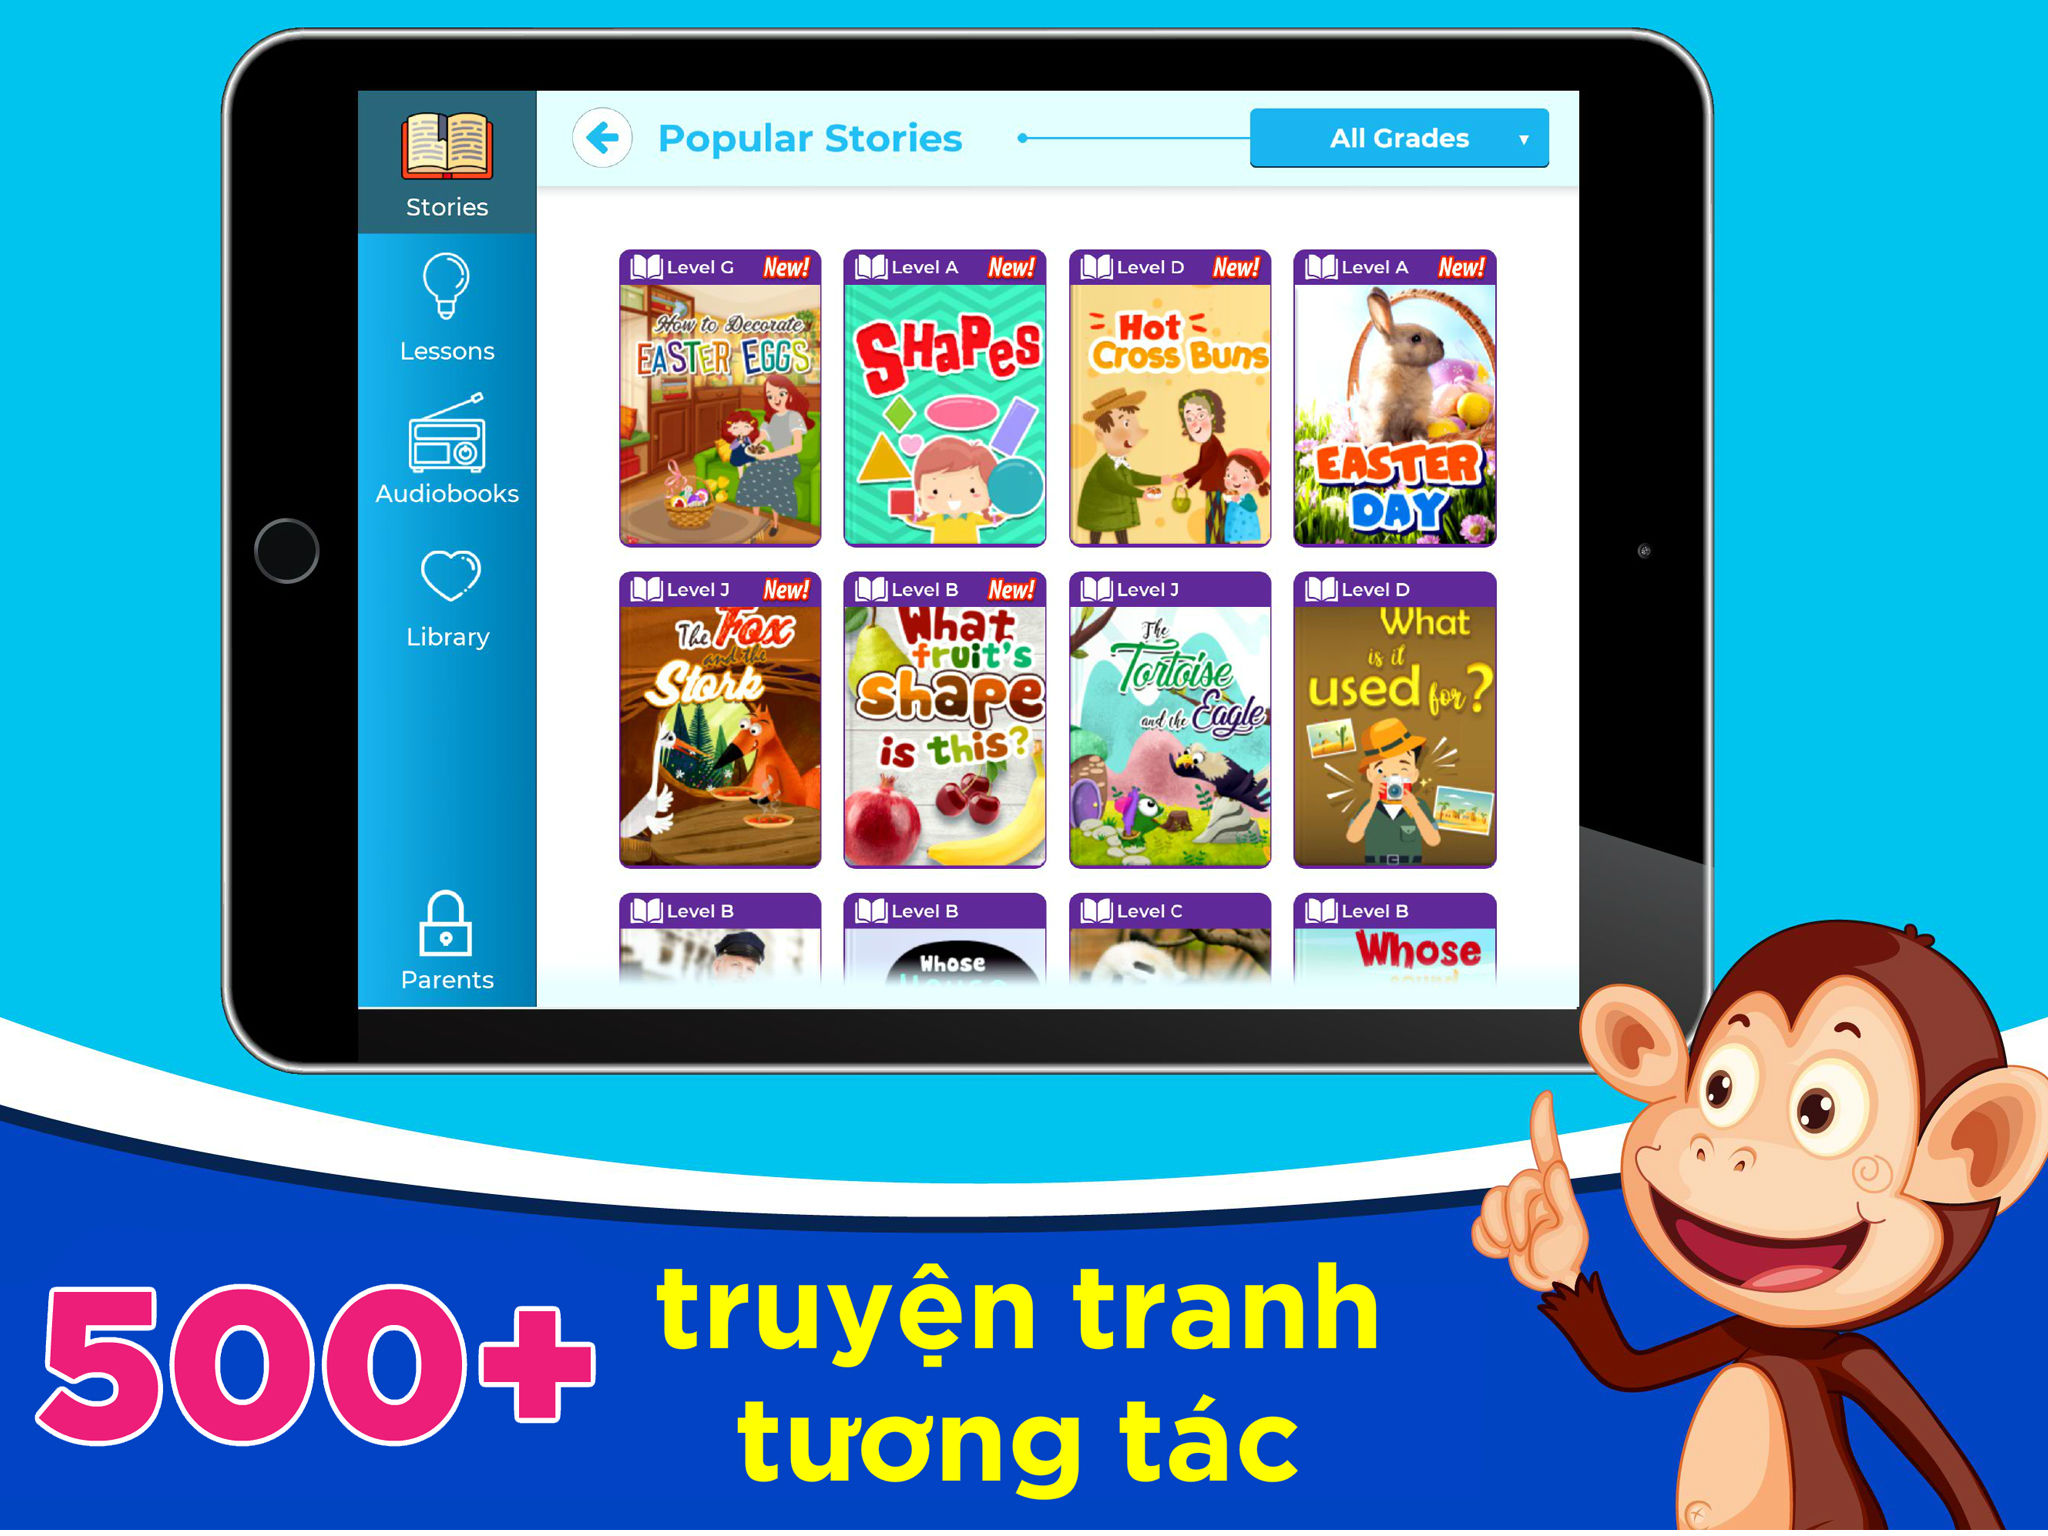 Stories
Lessons
Audiobooks
Library
Parents
Popular Stories
All Grades
Level G New!
How to Decorate
EASTER EGGS
Level A New!
SHAPES
Level D New!
Hot
Cross Buns
Level A New!
EASTER
DAY
Level J New!
The Fox
and the
Stork
Level B New!
What
fruit's
shape
is this?
Level J
The
Tortoise
and the Eagle
Level D
What
is it
used for?
Level B
Level B
Whose
Level C
Level B
Whose
500+
truyện tranh
tương tác